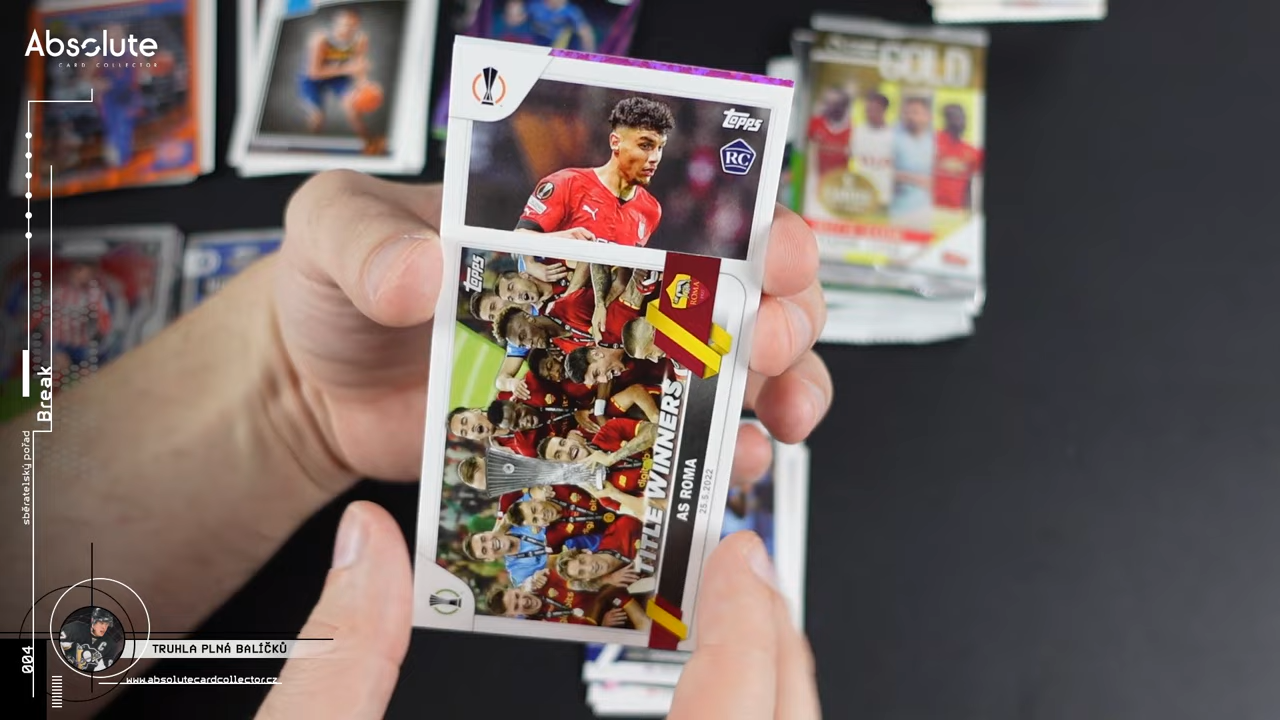 Absolute
CARD COLLECTOR
Topps
RC
GOLD
Topps
ROMA
TITLE WINNERS
AS ROMA
25.5.2022
Break
sběratelský pořad
004
TRUHLA PLNÁ BALÍČKŮ
www.absolutecardcollector.cz